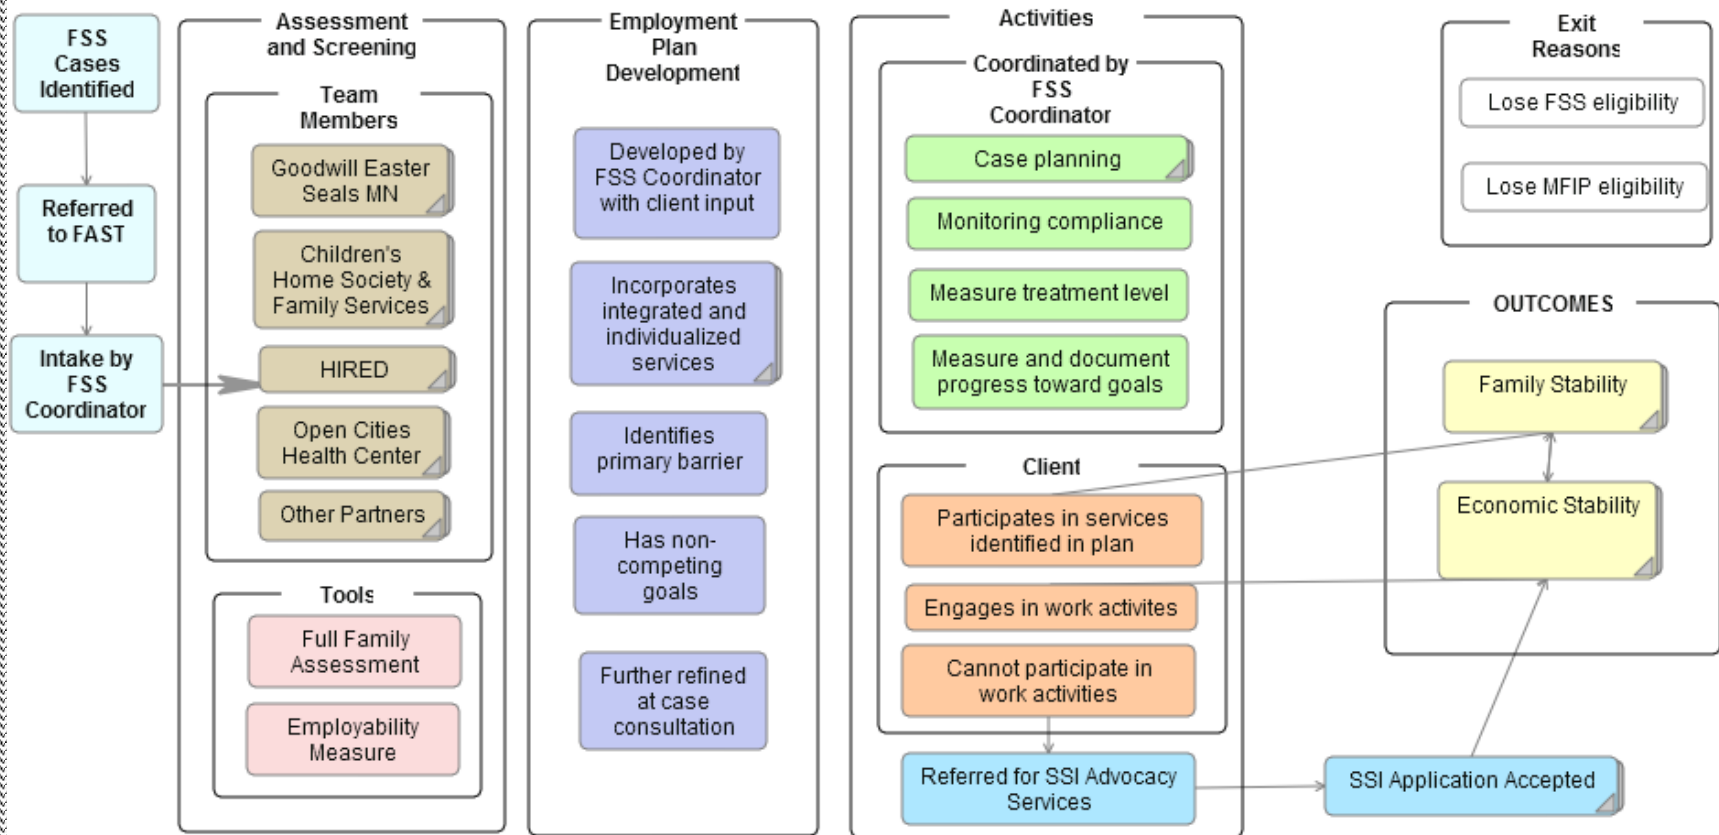 FSS
Cases
Identified
Referred
to FAST
Intake by
FSS
Coordinator
Assessment
and Screening
Team
Members
Goodwill Easter
Seals MN
Children's
Home Society &
Family Services
HIRED
Open Cities
Health Center
Other Partners
Tools
Full Family
Assessment
Employability
Measure
Employment
Plan
Development
Developed by
FSS Coordinator
with client input
Incorporates
integrated and
individualized
services
Identifies
primary barrier
Has non-
competing
goals
Further refined
at case
consultation
Activities
Coordinated by
FSS
Coordinator
Case planning
Monitoring compliance
Measure treatment level
Measure and document
progress toward goals
Client
Participates in services
identified in plan
Engages in work activites
Cannot participate in
work activities
Referred for SSI Advocacy
Services
SSI Application Accepted
Exit
Reasons
Lose FSS eligibility
Lose MFIP eligibility
OUTCOMES
Family Stability
Economic Stability